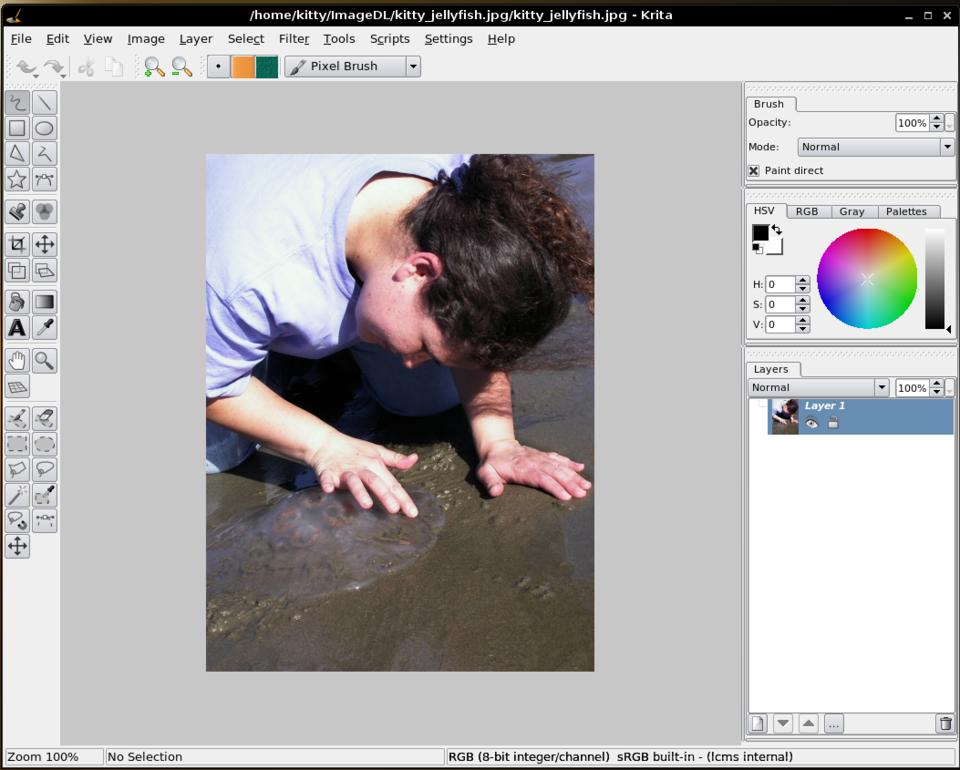 /home/kitty/ImageDL/kitty_jellyfish.jpg/kitty_jellyfish.jpg - Krita
File Edit View Image Layer Select Filter Tools Scripts Settings Help
Pixel Brush
Brush
Opacity: 100%
Mode: Normal
Paint direct
HSV RGB Gray Palettes
H: 0
S: 0
V: 0
Layers
Normal 100%
Layer 1
A
...
Zoom 100% No Selection RGB (8-bit integer/channel) sRGB built-in - (lcms internal)